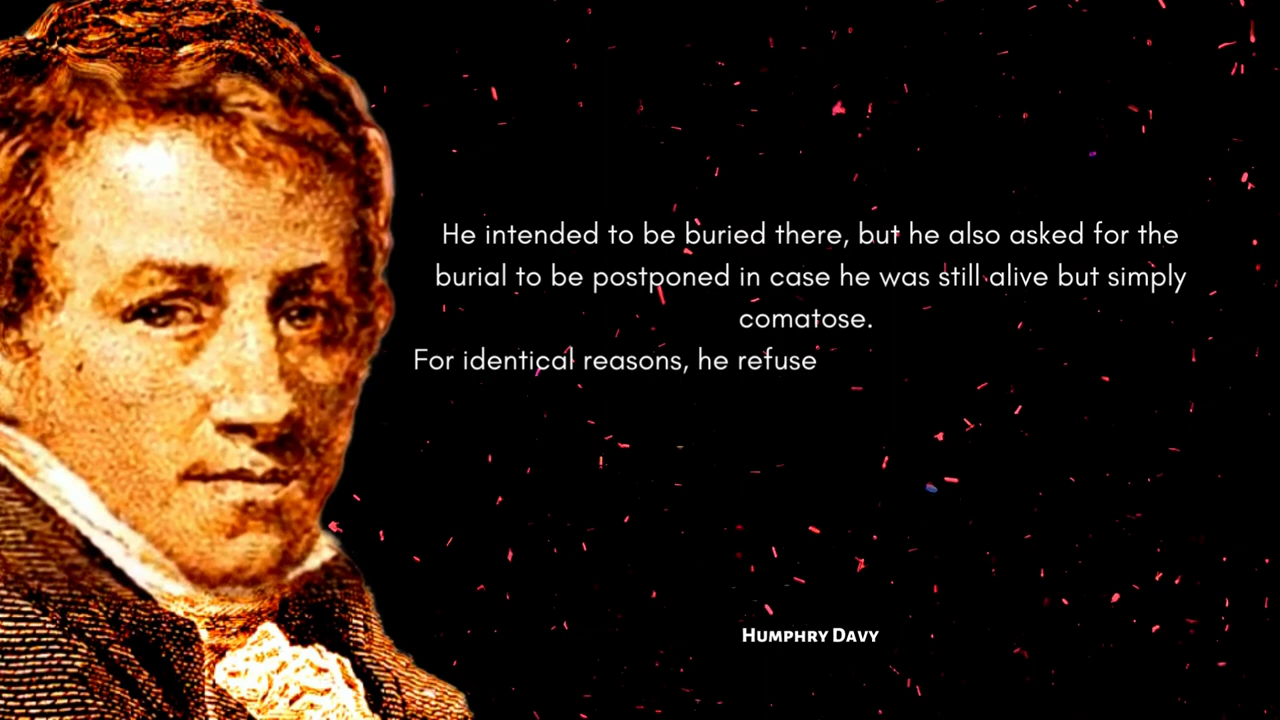 He intended to be buried there, but he also asked for the
burial to be postponed in case he was still alive but simply
comatose.
For identical reasons, he refuse
Humphry Davy